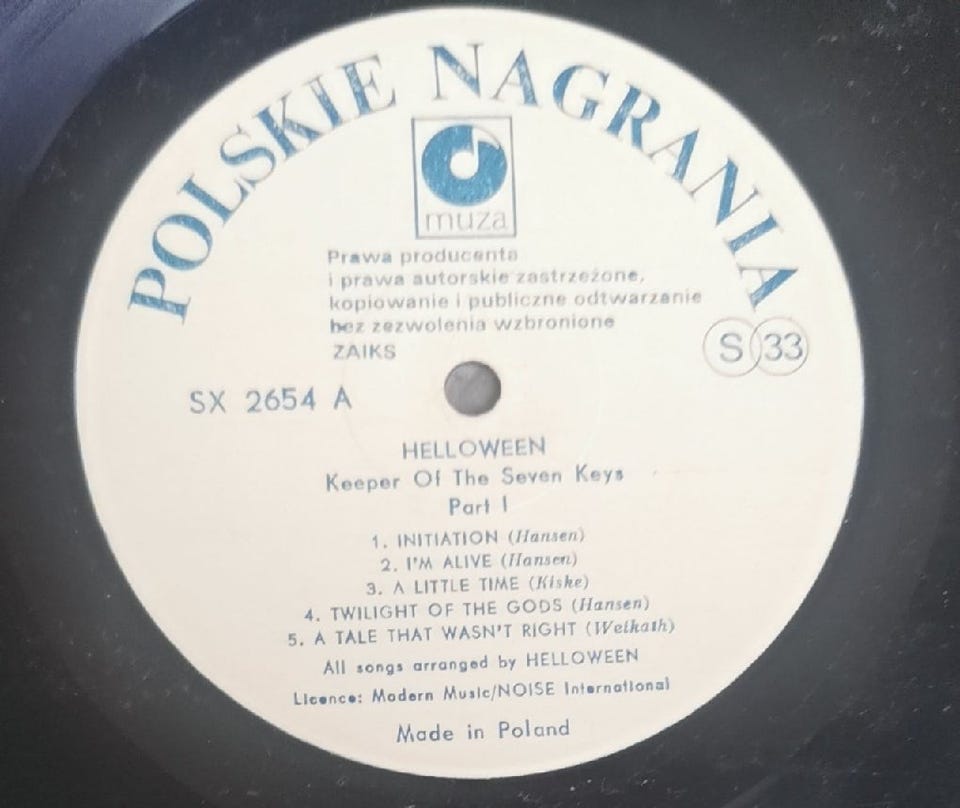 POLSKIE NAGRANIA
muza
Prawa producenta
i prawa autorskie zastrzeżone,
kopiowanie i publiczne odtwarzanie
bez zezwolenia wzbronione
ZAIKS
S 33
SX 2654 A
HELLOWEEN
Keeper Of The Seven Keys
Part I
1. INITIATION (Hansen)
2. I'M ALIVE (Hansen)
3. A LITTLE TIME (Kiske)
4. TWILIGHT OF THE GODS (Hansen)
5. A TALE THAT WASN'T RIGHT (Weikath)
All songs arranged by HELLOWEEN
Licence: Modern Music/NOISE International
Made in Poland